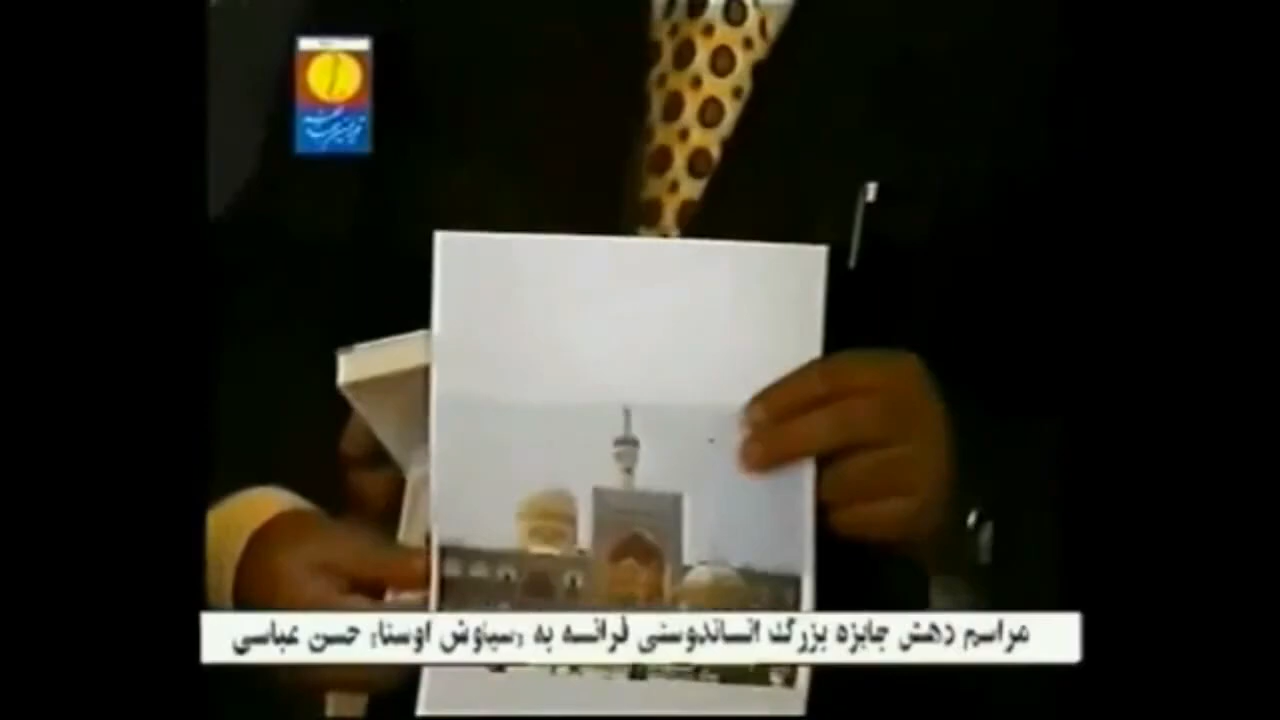 مراسم دهش جایزه بزرگ انساندوستی فرانسه به «سیاوش اوستا» حسن عباسی